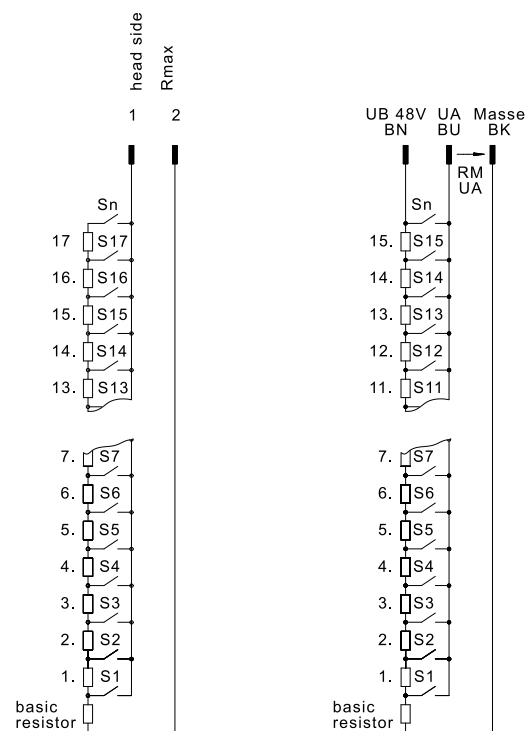 head side
Rmax
1 2
UB 48V UA Masse
BN BU BK
RM
UA
Sn
17 S17
16. S16
15. S15
14. S14
13. S13
7. S7
6. S6
5. S5
4. S4
3. S3
2. S2
1. S1
basic
resistor
Sn
15. S15
14. S14
13. S13
12. S12
11. S11
7. S7
6. S6
5. S5
4. S4
3. S3
2. S2
1. S1
basic
resistor